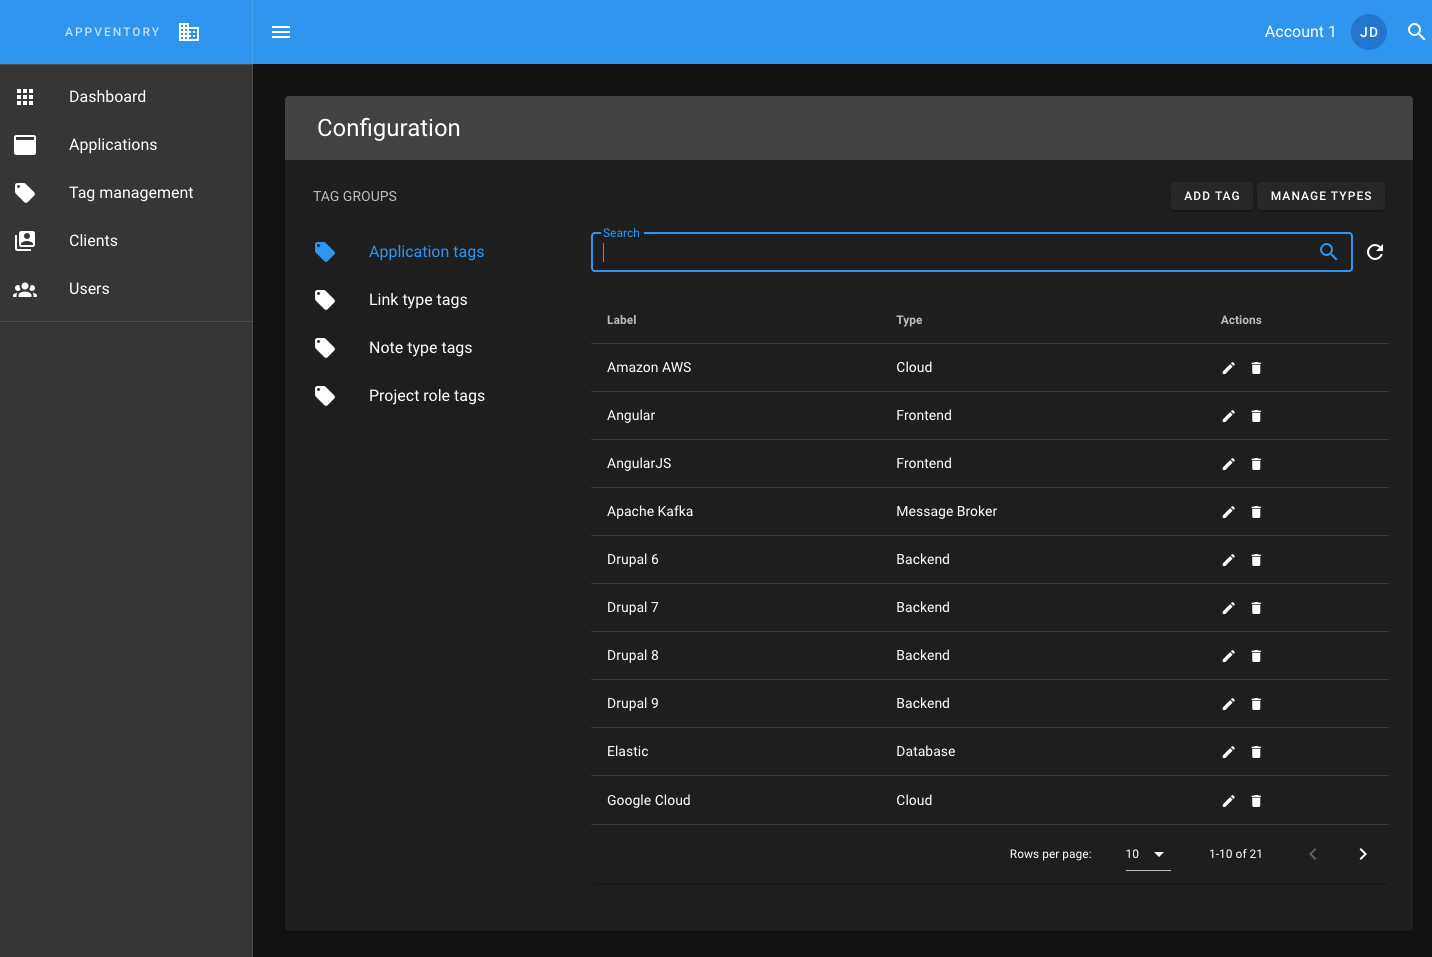 APPVENTORY
Account 1 JD
Dashboard
Applications
Tag management
Clients
Users
Configuration
TAG GROUPS
ADD TAG MANAGE TYPES
Application tags
Link type tags
Note type tags
Project role tags
Search
Label Type Actions
Amazon AWS Cloud
Angular Frontend
AngularJS Frontend
Apache Kafka Message Broker
Drupal 6 Backend
Drupal 7 Backend
Drupal 8 Backend
Drupal 9 Backend
Elastic Database
Google Cloud Cloud
Rows per page: 10 1-10 of 21